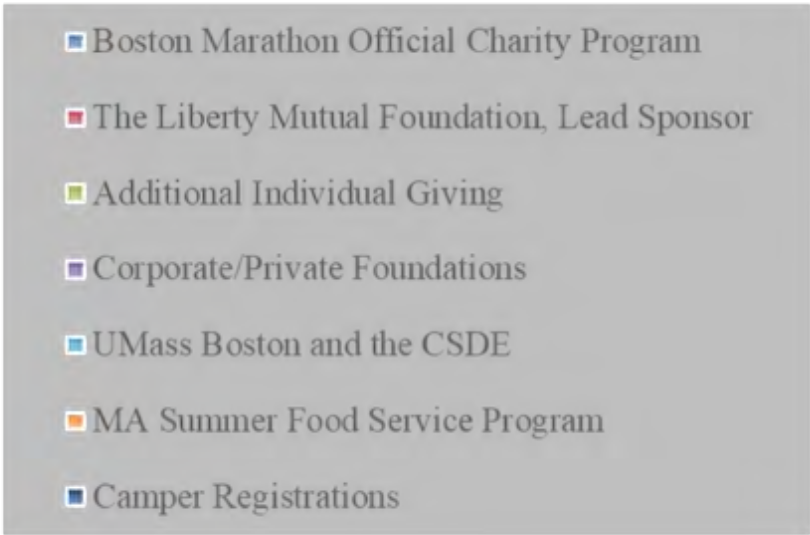 Boston Marathon Official Charity Program
The Liberty Mutual Foundation, Lead Sponsor
Additional Individual Giving
Corporate/Private Foundations
UMass Boston and the CSDE
MA Summer Food Service Program
Camper Registrations